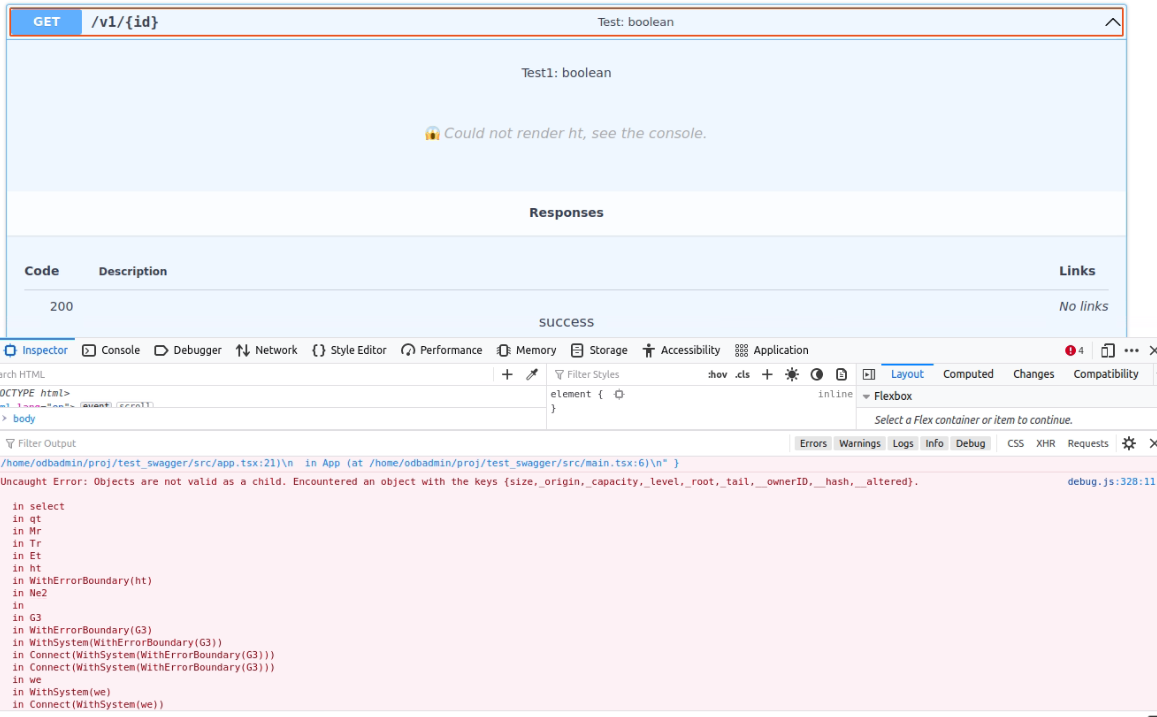 GET /v1/{id} Test: boolean
Test1: boolean
😱 Could not render ht, see the console.
Responses
Code Description Links
200 No links
success
Inspector Console Debugger Network {} Style Editor Performance Memory Storage Accessibility Application 4
arch HTML + Filter Styles :hov .cls + Layout Computed Changes Compatibility
OCTYPE html> element { inline Flexbox
ml lang="en"> event scroll }
> body Select a Flex container or item to continue.
Filter Output Errors Warnings Logs Info Debug CSS XHR Requests
/home/odbadmin/proj/test_swagger/src/app.tsx:21)\n in App (at /home/odbadmin/proj/test_swagger/src/main.tsx:6)\n" }
Uncaught Error: Objects are not valid as a child. Encountered an object with the keys {size,_origin,_capacity,_level,_root,_tail,__ownerID,__hash,__altered}. debug.js:328:11
in select
in qt
in Mr
in Tr
in Et
in ht
in WithErrorBoundary(ht)
in Ne2
in
in G3
in WithErrorBoundary(G3)
in WithSystem(WithErrorBoundary(G3))
in Connect(WithSystem(WithErrorBoundary(G3)))
in Connect(WithSystem(WithErrorBoundary(G3)))
in we
in WithSystem(we)
in Connect(WithSystem(we))